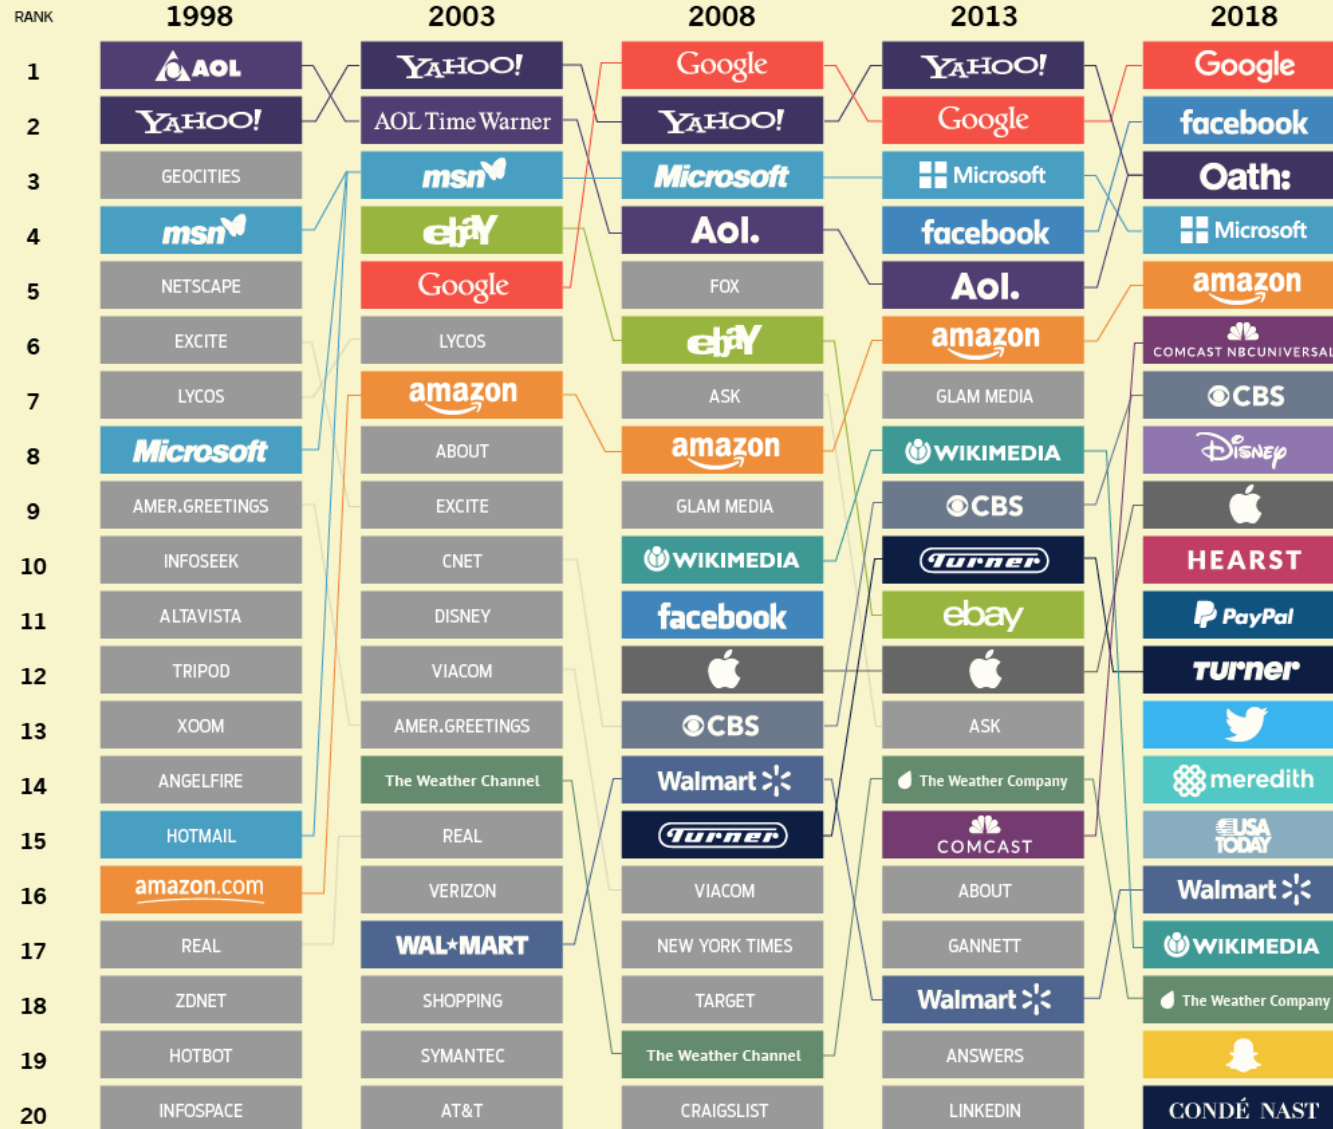 RANK 1998 2003 2008 2013 2018
1 AOL YAHOO! Google YAHOO! Google
2 YAHOO! AOL Time Warner YAHOO! Google facebook
3 GEOCITIES msn Microsoft Microsoft Oath:
4 msn ebay Aol. facebook Microsoft
5 NETSCAPE Google FOX Aol. amazon
6 EXCITE LYCOS ebay amazon COMCAST NBCUNIVERSAL
7 LYCOS amazon ASK GLAM MEDIA CBS
8 Microsoft ABOUT amazon WIKIMEDIA Disney
9 AMER.GREETINGS EXCITE GLAM MEDIA CBS
10 INFOSEEK CNET WIKIMEDIA Turner HEARST
11 ALTAVISTA DISNEY facebook ebay PayPal
12 TRIPOD VIACOM Turner
13 XOOM AMER.GREETINGS CBS ASK
14 ANGELFIRE The Weather Channel Walmart The Weather Company meredith
15 HOTMAIL REAL Turner COMCAST USA TODAY
16 amazon.com VERIZON VIACOM ABOUT Walmart
17 REAL WAL★MART NEW YORK TIMES GANNETT WIKIMEDIA
18 ZDNET SHOPPING TARGET Walmart The Weather Company
19 HOTBOT SYMANTEC The Weather Channel ANSWERS
20 INFOSPACE AT&T CRAIGSLIST LINKEDIN CONDÉ NAST